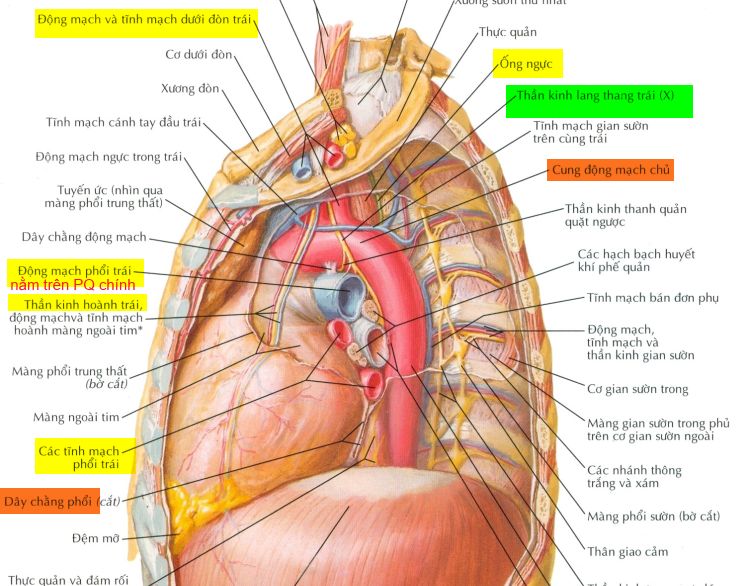 Động mạch và tĩnh mạch dưới đòn trái
Cơ dưới đòn
Xương đòn
Tĩnh mạch cánh tay đầu trái
Động mạch ngực trong trái
Tuyến ức (nhìn qua
màng phổi trung thất)
Dây chằng động mạch
Động mạch phổi trái
nằm trên PQ chính
Thần kinh hoành trái,
động mạchvà tĩnh mạch
hoành màng ngoài tim*
Màng phổi trung thất
(bờ cắt)
Màng ngoài tim
Các tĩnh mạch
phổi trái
Dây chằng phổi (cắt)
Đệm mỡ
Thực quản và đám rối
Xương sườn thứ nhất
Thực quản
Ống ngực
Thần kinh lang thang trái (X)
Tĩnh mạch gian sườn
trên cùng trái
Cung động mạch chủ
Thần kinh thanh quản
quặt ngược
Các hạch bạch huyết
khí phế quản
Tĩnh mạch bán đơn phụ
Động mạch,
tĩnh mạch và
thần kinh gian sườn
Cơ gian sườn trong
Màng gian sườn trong phủ
trên cơ gian sườn ngoài
Các nhánh thông
trắng và xám
Màng phổi sườn (bờ cắt)
Thân giao cảm